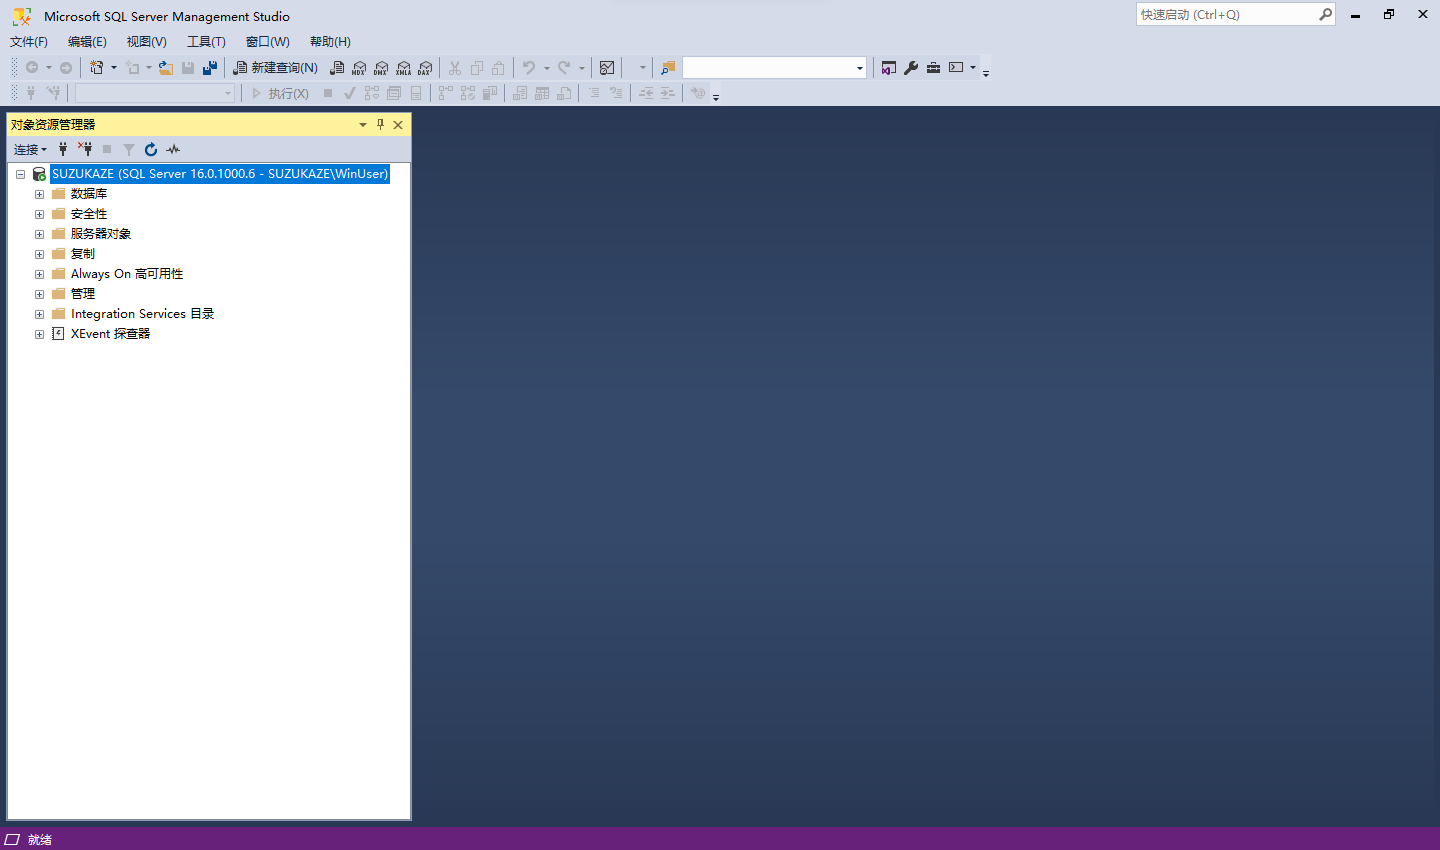 Microsoft SQL Server Management Studio
快速启动 (Ctrl+Q)
文件(F) 编辑(E) 视图(V) 工具(T) 窗口(W) 帮助(H)
新建查询(N) MDX DMX XMLA DAX
执行(X)
对象资源管理器
连接
SUZUKAZE (SQL Server 16.0.1000.6 - SUZUKAZE\WinUser)
数据库
安全性
服务器对象
复制
Always On 高可用性
管理
Integration Services 目录
XEvent 探查器
就绪